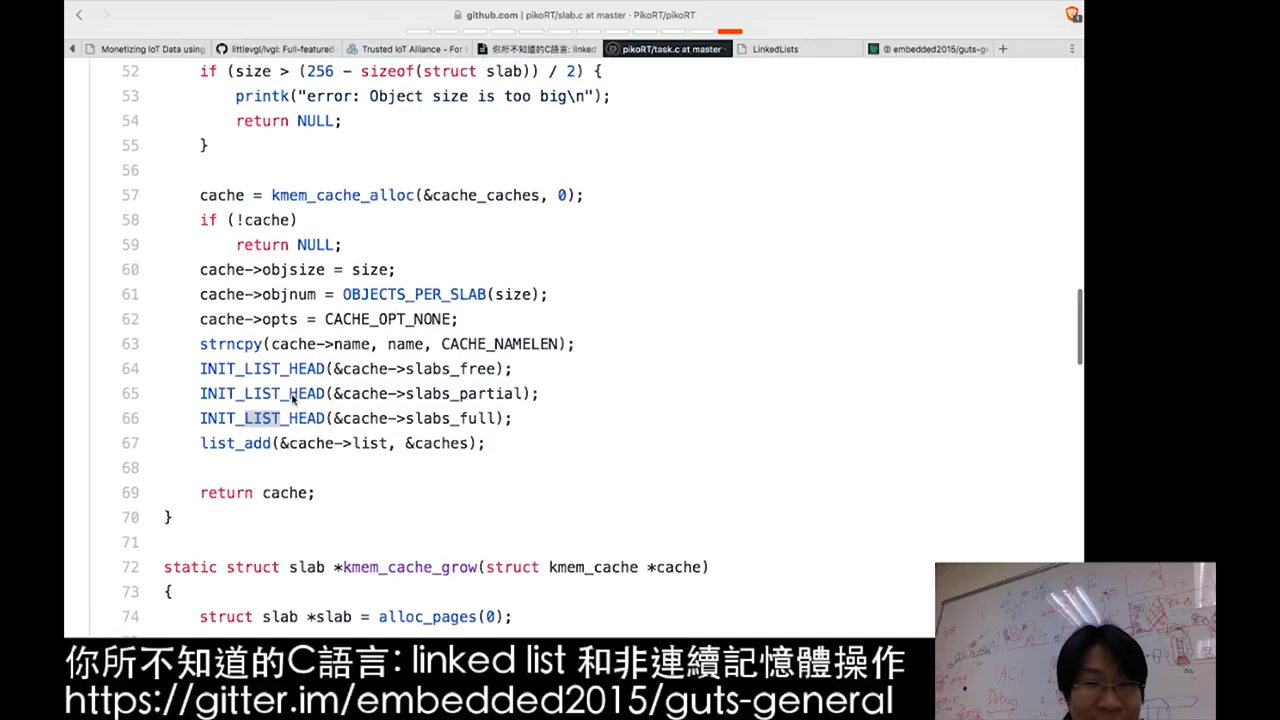 github.com | pikoRT/slab.c at master · PikoRT/pikoRT
Monetizing IoT Data using
littlevgl/lvgl: Full-featured
Trusted IoT Alliance - For
你所不知道的C語言: linked
pikoRT/task.c at master
LinkedLists
embedded2015/guts-ge
52 if (size > (256 - sizeof(struct slab)) / 2) {
53 printk("error: Object size is too big\n");
54 return NULL;
55 }
56
57 cache = kmem_cache_alloc(&cache_caches, 0);
58 if (!cache)
59 return NULL;
60 cache->objsize = size;
61 cache->objnum = OBJECTS_PER_SLAB(size);
62 cache->opts = CACHE_OPT_NONE;
63 strncpy(cache->name, name, CACHE_NAMELEN);
64 INIT_LIST_HEAD(&cache->slabs_free);
65 INIT_LIST_HEAD(&cache->slabs_partial);
66 INIT_LIST_HEAD(&cache->slabs_full);
67 list_add(&cache->list, &caches);
68
69 return cache;
70 }
71
72 static struct slab *kmem_cache_grow(struct kmem_cache *cache)
73 {
74 struct slab *slab = alloc_pages(0);
AC!
Debug
你所不知道的C語言: linked list 和非連續記憶體操作
https://gitter.im/embedded2015/guts-general